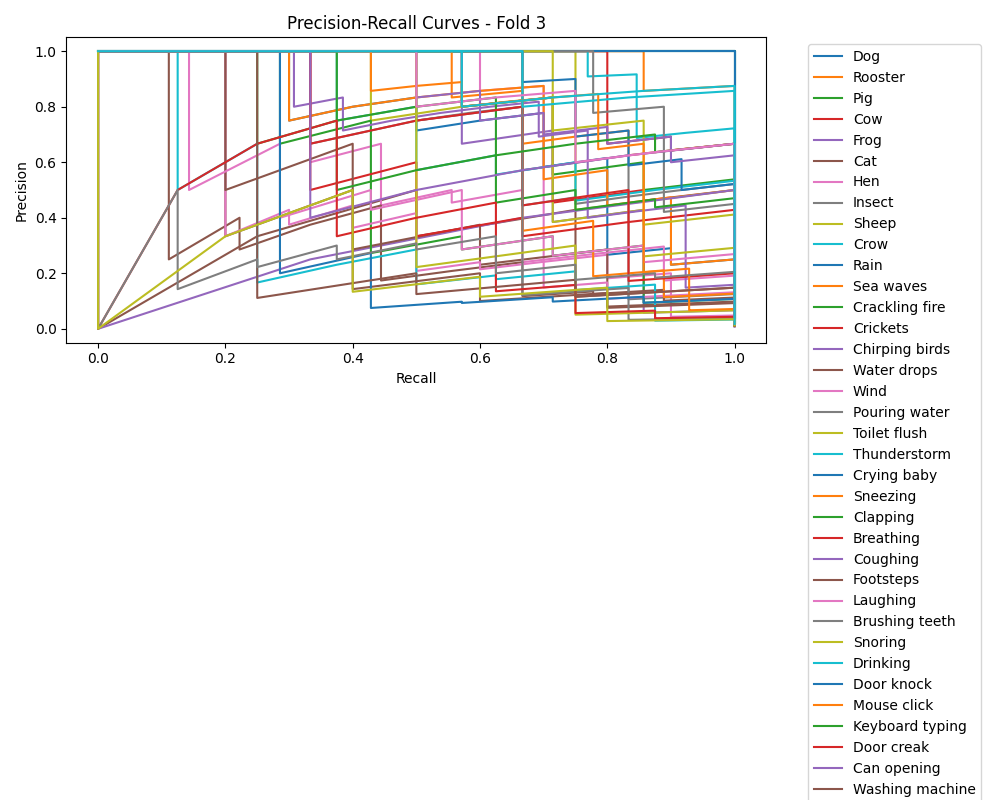 Precision-Recall Curves - Fold 3
Precision
1.0
0.8
0.6
0.4
0.2
0.0
0.0 0.2 0.4 0.6 0.8 1.0
Recall
Dog
Rooster
Pig
Cow
Frog
Cat
Hen
Insect
Sheep
Crow
Rain
Sea waves
Crackling fire
Crickets
Chirping birds
Water drops
Wind
Pouring water
Toilet flush
Thunderstorm
Crying baby
Sneezing
Clapping
Breathing
Coughing
Footsteps
Laughing
Brushing teeth
Snoring
Drinking
Door knock
Mouse click
Keyboard typing
Door creak
Can opening
Washing machine